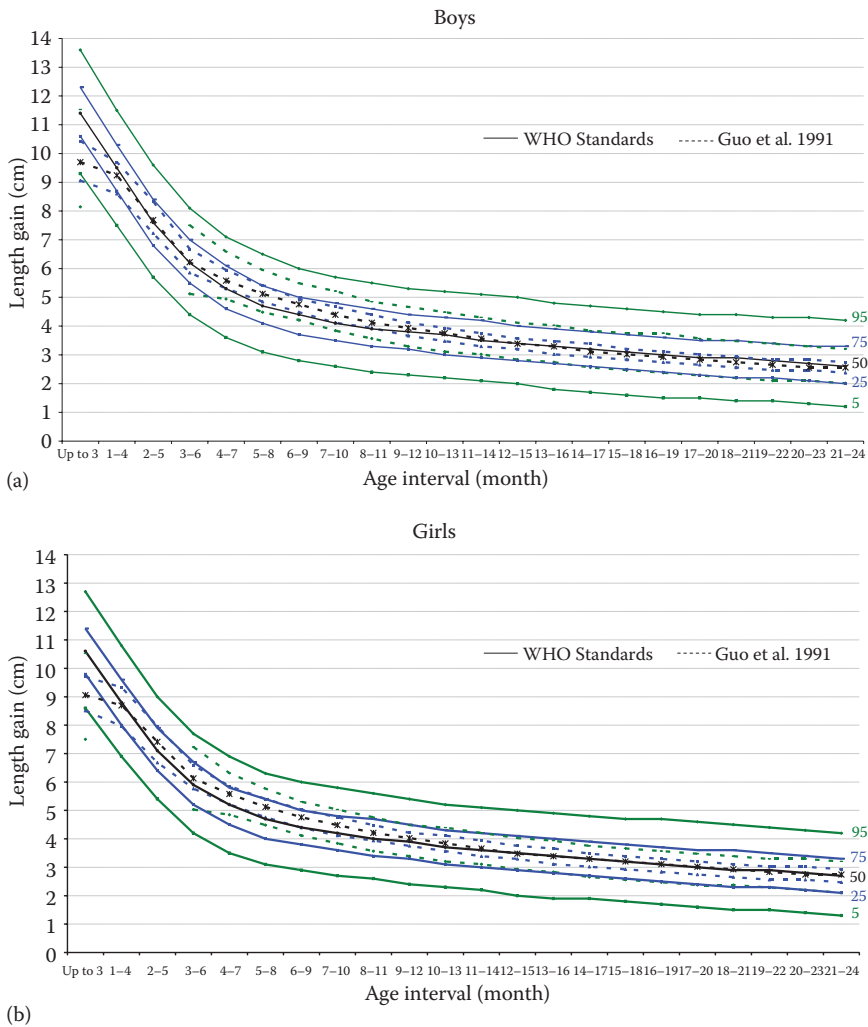 Boys
14
13
12
11
10
9
8
7
6
5
4
3
2
1
0
Length gain (cm)
WHO Standards
Guo et al. 1991
95
75
50
25
5
Up to 3 1–4 2–5 3–6 4–7 5–8 6–9 7–10 8–11 9–12 10–13 11–14 12–15 13–16 14–17 15–18 16–19 17–20 18–21 19–22 20–23 21–24
(a)
Age interval (month)
Girls
14
13
12
11
10
9
8
7
6
5
4
3
2
1
0
Length gain (cm)
WHO Standards
Guo et al. 1991
95
75
50
25
5
Up to 3 1–4 2–5 3–6 4–7 5–8 6–9 7–10 8–11 9–12 10–13 11–14 12–15 13–16 14–17 15–18 16–19 17–20 18–21 19–22 20–23 21–24
(b)
Age interval (month)